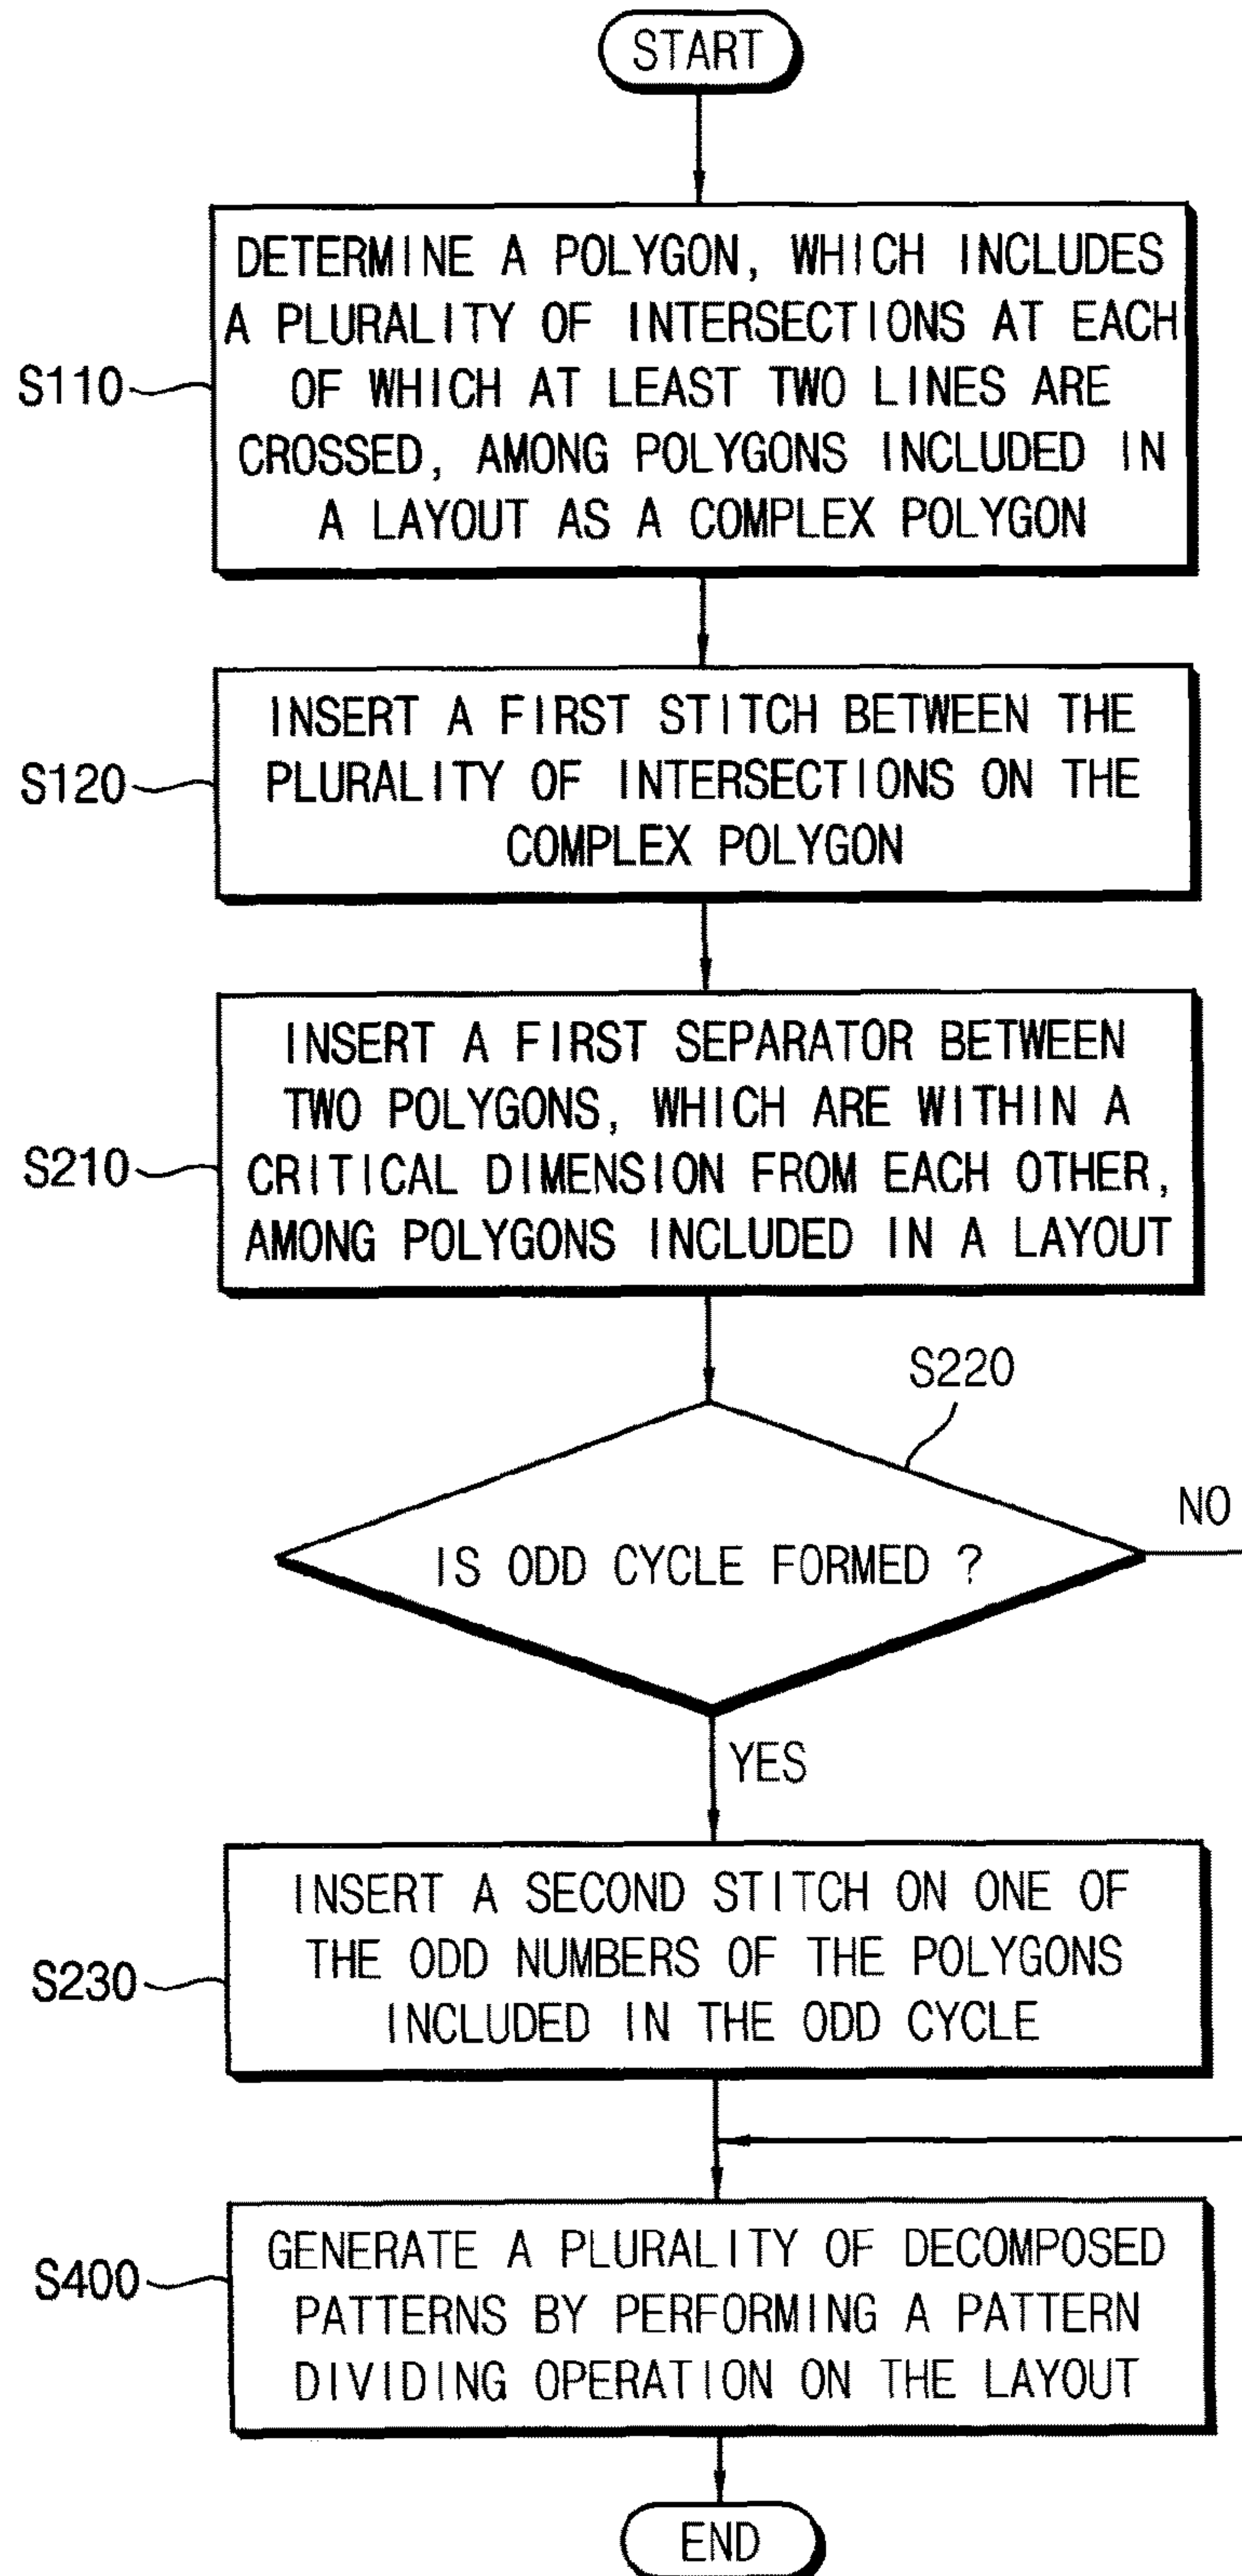 START
S110
DETERMINE A POLYGON, WHICH INCLUDES
A PLURALITY OF INTERSECTIONS AT EACH
OF WHICH AT LEAST TWO LINES ARE
CROSSED, AMONG POLYGONS INCLUDED IN
A LAYOUT AS A COMPLEX POLYGON
S120
INSERT A FIRST STITCH BETWEEN THE
PLURALITY OF INTERSECTIONS ON THE
COMPLEX POLYGON
S210
INSERT A FIRST SEPARATOR BETWEEN
TWO POLYGONS, WHICH ARE WITHIN A
CRITICAL DIMENSION FROM EACH OTHER,
AMONG POLYGONS INCLUDED IN A LAYOUT
S220
IS ODD CYCLE FORMED ?
NO
YES
S230
INSERT A SECOND STITCH ON ONE OF
THE ODD NUMBERS OF THE POLYGONS
INCLUDED IN THE ODD CYCLE
S400
GENERATE A PLURALITY OF DECOMPOSED
PATTERNS BY PERFORMING A PATTERN
DIVIDING OPERATION ON THE LAYOUT
END